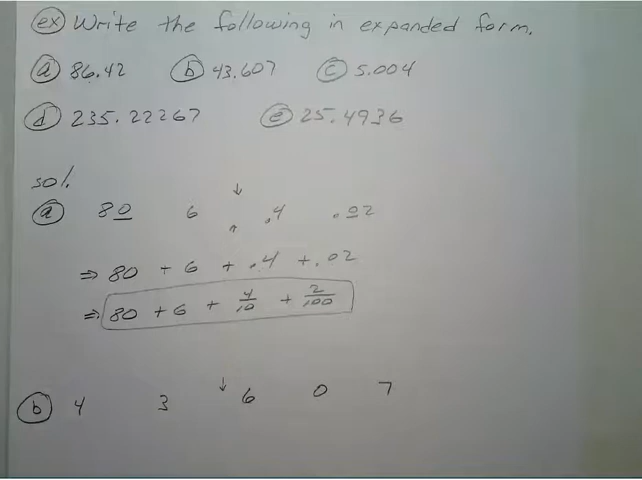 ex Write the following in expanded form.
a 86.42 b 43.607 c 5.004
d 235.22267 e 25.4936
sol.
↓
a 80 6 .4 .02
↑
⇒ 80 + 6 + .4 + .02
⇒ 80 + 6 + 4/10 + 2/100
b 4 3 ↓ 6 0 7